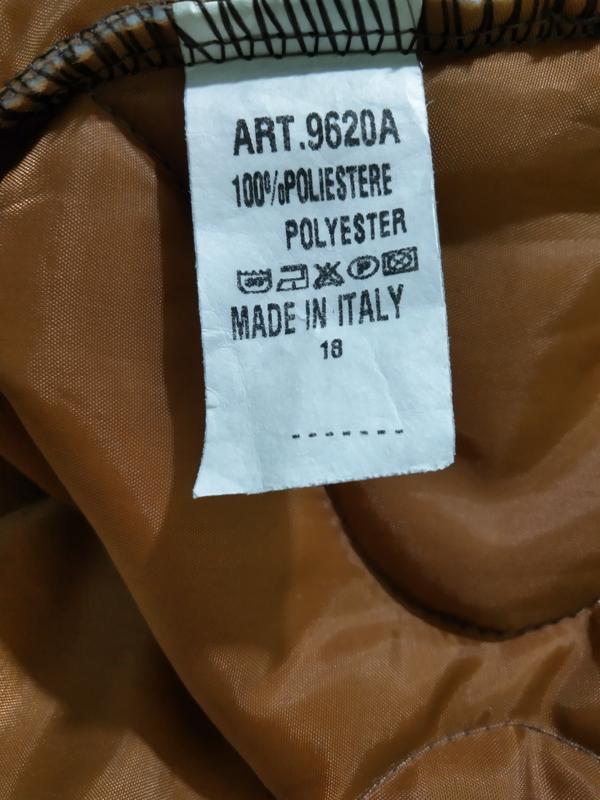 ART.9620A
100%POLIESTERE
POLYESTER
MADE IN ITALY
18